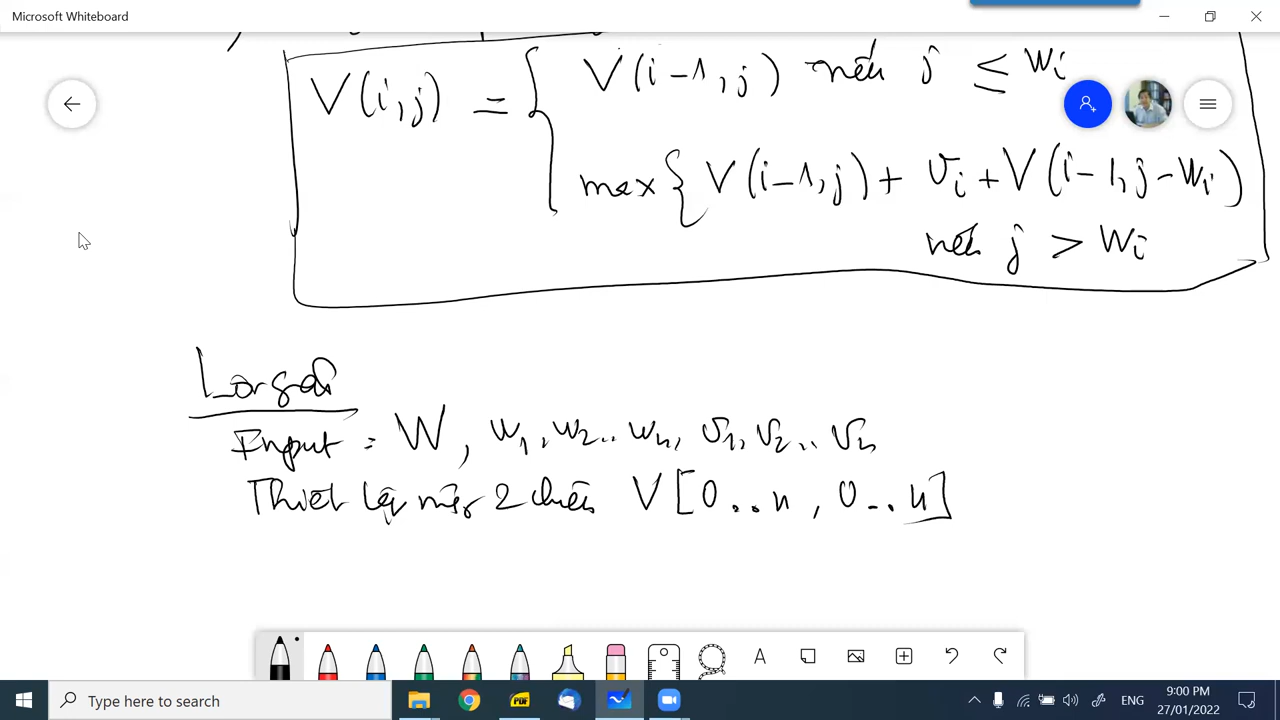 Microsoft Whiteboard
V(i,j) = { V(i-1,j) nếu j ≤ wi
max{ V(i-1,j) + vi + V(i-1,j-wi)
nếu j > wi
Lời giải
Input: W, w1, w2.. wn, v1, v2.. vn
Thiết lập mảng 2 chiều V[0..n, 0..n]
A
Type here to search
PDF
ENG
9:00 PM
27/01/2022